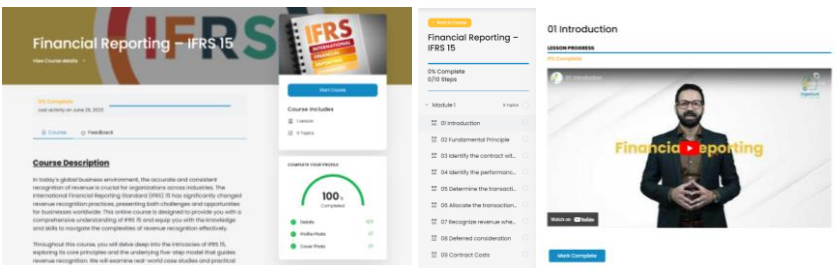 Financial Reporting – IFRS 15
View Course details
IFRS
INTERNATIONAL
FINANCIAL
REPORTING
Start Course
0% Complete
Last activity on June 26, 2023
Course Includes
1 Lesson
9 Topics
Course
Feedback
Course Description
In today's global business environment, the accurate and consistent
recognition of revenue is crucial for organizations across industries. The
International Financial Reporting Standard (IFRS) 15 has significantly changed
revenue recognition practices, presenting both challenges and opportunities
for businesses worldwide. This online course is designed to provide you with a
comprehensive understanding of IFRS 15 and equip you with the knowledge
and skills to navigate the complexities of revenue recognition effectively.
Throughout this course, you will delve deep into the intricacies of IFRS 15,
exploring its core principles and the underlying five-step model that guides
revenue recognition. We will examine real-world case studies and practical
COMPLETE YOUR PROFILE
100%
Completed
Details
Profile Photo
Cover Photo
Back to Course
Financial Reporting –
IFRS 15
0% Complete
0/10 Steps
Module 1
9 Topics
01 Introduction
02 Fundamental Principle
03 Identify the contract wit...
04 Identify the performanc...
05 Determine the transacti...
06 Allocate the transaction...
07 Recognize revenue whe...
08 Deferred consideration
09 Contract Costs
01 Introduction
LESSON PROGRESS
0% Complete
01 Introduction
Financia eporting
Watch on YouTube
Mark Complete